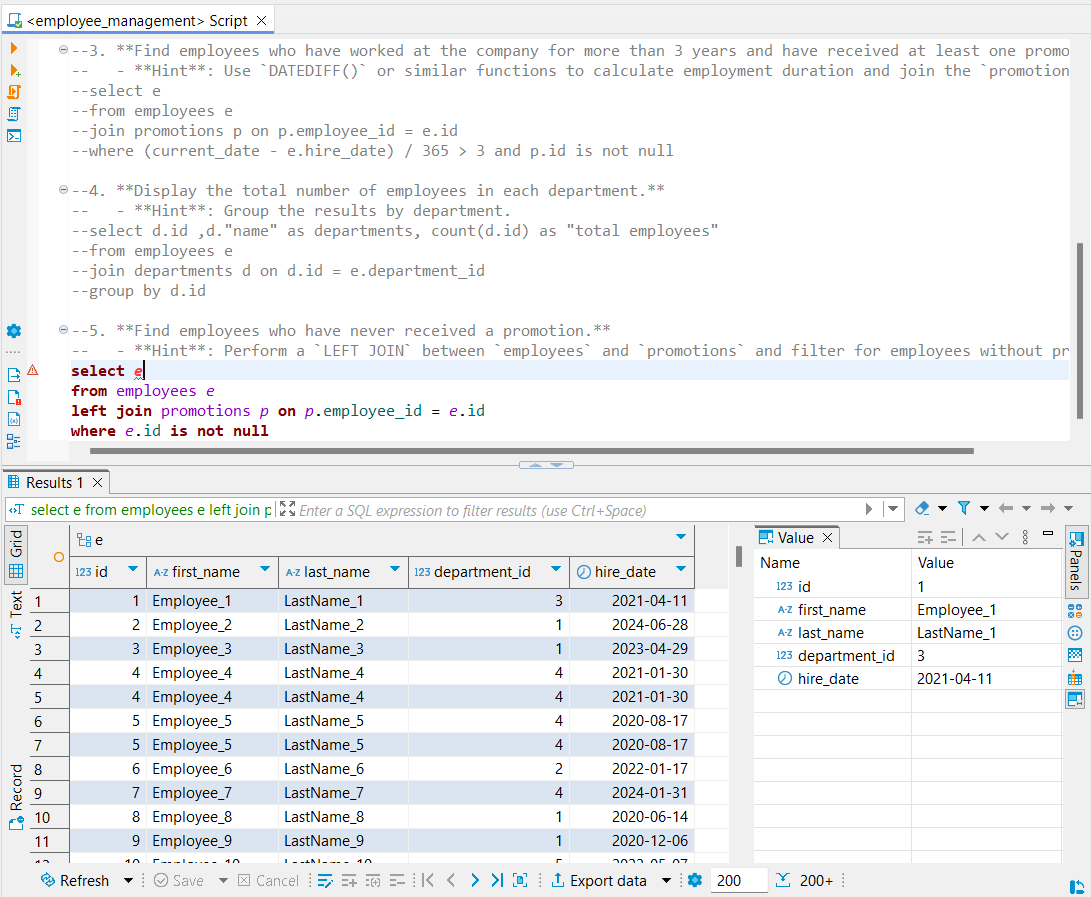 <employee_management> Script
--3. **Find employees who have worked at the company for more than 3 years and have received at least one promo
--   - **Hint**: Use `DATEDIFF()` or similar functions to calculate employment duration and join the `promotion
--select e
--from employees e
--join promotions p on p.employee_id = e.id
--where (current_date - e.hire_date) / 365 > 3 and p.id is not null
--4. **Display the total number of employees in each department.**
--   - **Hint**: Group the results by department.
--select d.id ,d."name" as departments, count(d.id) as "total employees"
--from employees e
--join departments d on d.id = e.department_id
--group by d.id
--5. **Find employees who have never received a promotion.**
--   - **Hint**: Perform a `LEFT JOIN` between `employees` and `promotions` and filter for employees without pr
select e
from employees e
left join promotions p on p.employee_id = e.id
where e.id is not null
Results 1
select e from employees e left join p Enter a SQL expression to filter results (use Ctrl+Space)
Grid
Text
Record
e
123 id A-Z first_name A-Z last_name 123 department_id hire_date
1 1 Employee_1 LastName_1 3 2021-04-11
2 2 Employee_2 LastName_2 1 2024-06-28
3 3 Employee_3 LastName_3 1 2023-04-29
4 4 Employee_4 LastName_4 4 2021-01-30
5 4 Employee_4 LastName_4 4 2021-01-30
6 5 Employee_5 LastName_5 4 2020-08-17
7 5 Employee_5 LastName_5 4 2020-08-17
8 6 Employee_6 LastName_6 2 2022-01-17
9 7 Employee_7 LastName_7 4 2024-01-31
10 8 Employee_8 LastName_8 1 2020-06-14
11 9 Employee_9 LastName_9 1 2020-12-06
Value
Name Value
123 id 1
A-Z first_name Employee_1
A-Z last_name LastName_1
123 department_id 3
hire_date 2021-04-11
Panels
Refresh Save Cancel Export data 200 200+